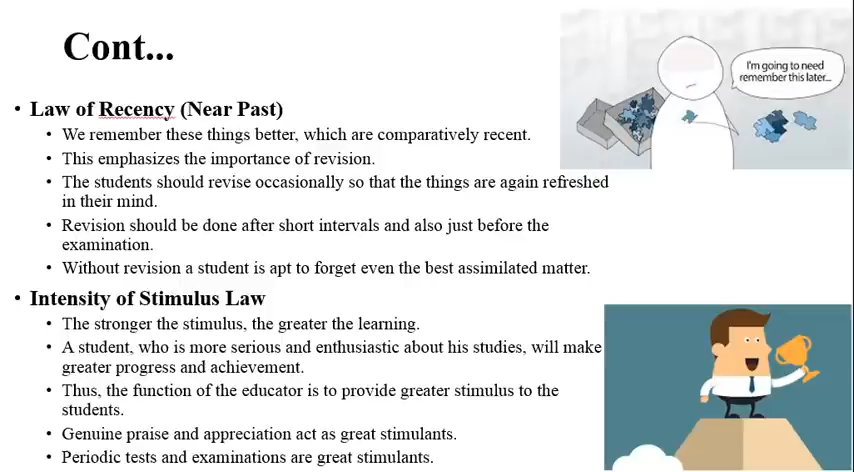 Cont...
• Law of Recency (Near Past)
• We remember these things better, which are comparatively recent.
• This emphasizes the importance of revision.
• The students should revise occasionally so that the things are again refreshed
in their mind.
• Revision should be done after short intervals and also just before the
examination.
• Without revision a student is apt to forget even the best assimilated matter.
• Intensity of Stimulus Law
• The stronger the stimulus, the greater the learning.
• A student, who is more serious and enthusiastic about his studies, will make
greater progress and achievement.
• Thus, the function of the educator is to provide greater stimulus to the
students.
• Genuine praise and appreciation act as great stimulants.
• Periodic tests and examinations are great stimulants.
I'm going to need
remember this later...